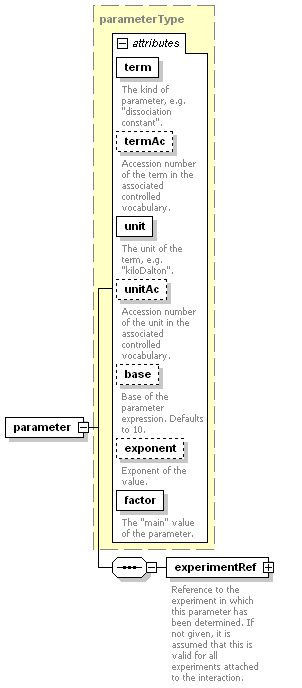 parameterType
attributes
term
The kind of
parameter, e.g.
"dissociation
constant".
termAc
Accession number
of the term in the
associated
controlled
vocabulary.
unit
The unit of the
term, e.g.
"kiloDalton".
unitAc
Accession number
of the unit in the
associated
controlled
vocabulary.
base
Base of the
parameter
expression. Defaults
to 10.
parameter
exponent
Exponent of the
value.
factor
The "main" value
of the parameter.
experimentRef
Reference to the
experiment in which
this parameter has
been determined. If
not given, it is
assumed that this is
valid for all
experiments attached
to the interaction.